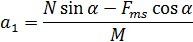 a₁ = (N sin α − Fₘₛ cos α) / M